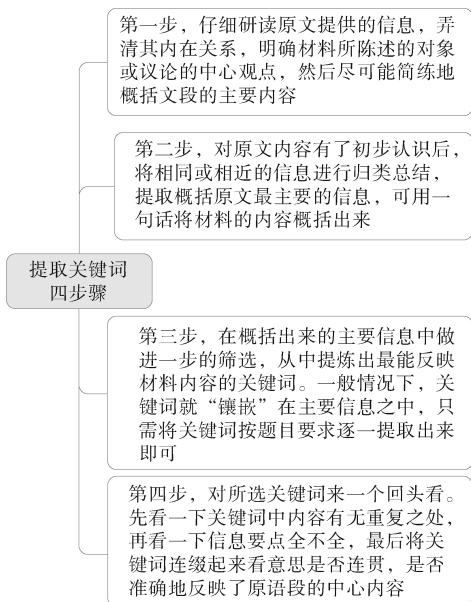 第一步，仔细研读原文提供的信息，弄
清其内在关系，明确材料所陈述的对象
或议论的中心观点，然后尽可能简练地
概括文段的主要内容
第二步，对原文内容有了初步认识后，
将相同或相近的信息进行归类总结，
提取概括原文最主要的信息，可用一
句话将材料的内容概括出来
提取关键词
四步骤
第三步，在概括出来的主要信息中做
进一步的筛选，从中提炼出最能反映
材料内容的关键词。一般情况下，关
键词就“镶嵌”在主要信息之中，只
需将关键词按题目要求逐一提取出来
即可
第四步，对所选关键词来一个回头看。
先看一下关键词中内容有无重复之处，
再看一下信息要点全不全，最后将关
键词连缀起来看意思是否连贯，是否
准确地反映了原语段的中心内容